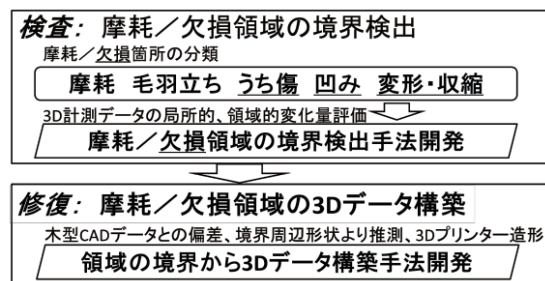 検査: 摩耗／欠損領域の境界検出
摩耗／欠損箇所の分類
摩耗 毛羽立ち うち傷 凹み 変形・収縮
3D計測データの局所的、領域的変化量評価
摩耗／欠損領域の境界検出手法開発
修復: 摩耗／欠損領域の3Dデータ構築
木型CADデータとの偏差、境界周辺形状より推測、3Dプリンター造形
領域の境界から3Dデータ構築手法開発